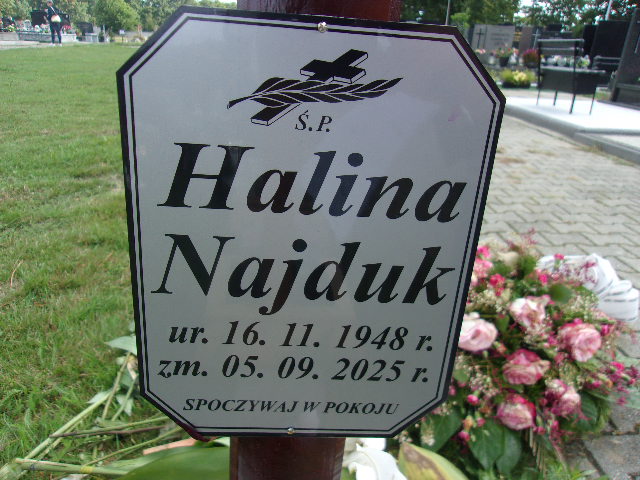 Ś.P.
Halina
Najduk
ur. 16. 11. 1948 r.
zm. 05. 09. 2025 r.
SPOCZYWAJ W POKOJU